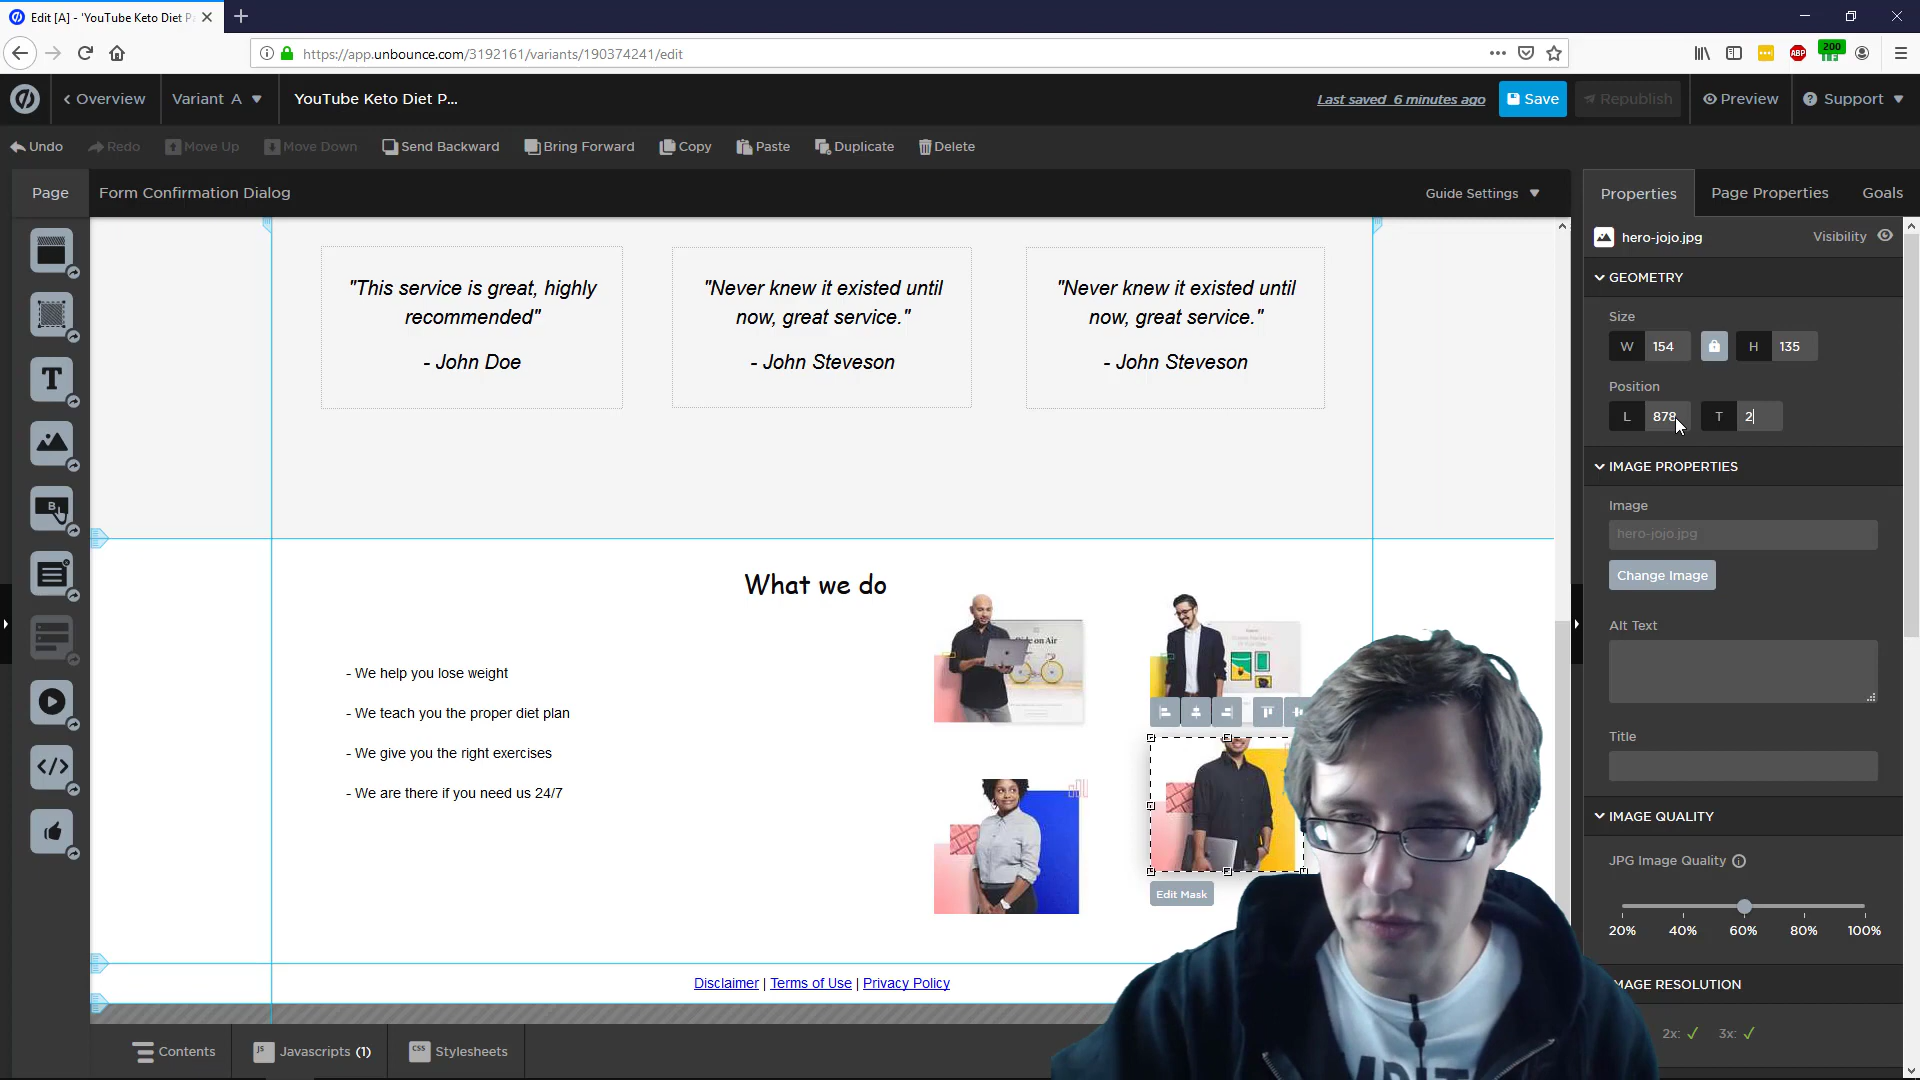 Edit [A] - 'YouTube Keto Diet P
https://app.unbounce.com/3192161/variants/190374241/edit
ABP
200
Overview
Variant A
YouTube Keto Diet P...
Last saved 6 minutes ago
Save
Republish
Preview
Support
Undo
Redo
Move Up
Move Down
Send Backward
Bring Forward
Copy
Paste
Duplicate
Delete
Page
Form Confirmation Dialog
Guide Settings
Properties
Page Properties
Goals
hero-jojo.jpg
Visibility
GEOMETRY
Size
W 154
H 135
Position
L 878
T 2
IMAGE PROPERTIES
Image
hero-jojo.jpg
Change Image
Alt Text
Title
IMAGE QUALITY
JPG Image Quality
20% 40% 60% 80% 100%
MAGE RESOLUTION
2x: 3x:
"This service is great, highly
recommended"
- John Doe
"Never knew it existed until
now, great service."
- John Steveson
"Never knew it existed until
now, great service."
- John Steveson
What we do
- We help you lose weight
- We teach you the proper diet plan
- We give you the right exercises
- We are there if you need us 24/7
Edit Mask
Disclaimer | Terms of Use | Privacy Policy
Contents
JS Javascripts (1)
CSS Stylesheets